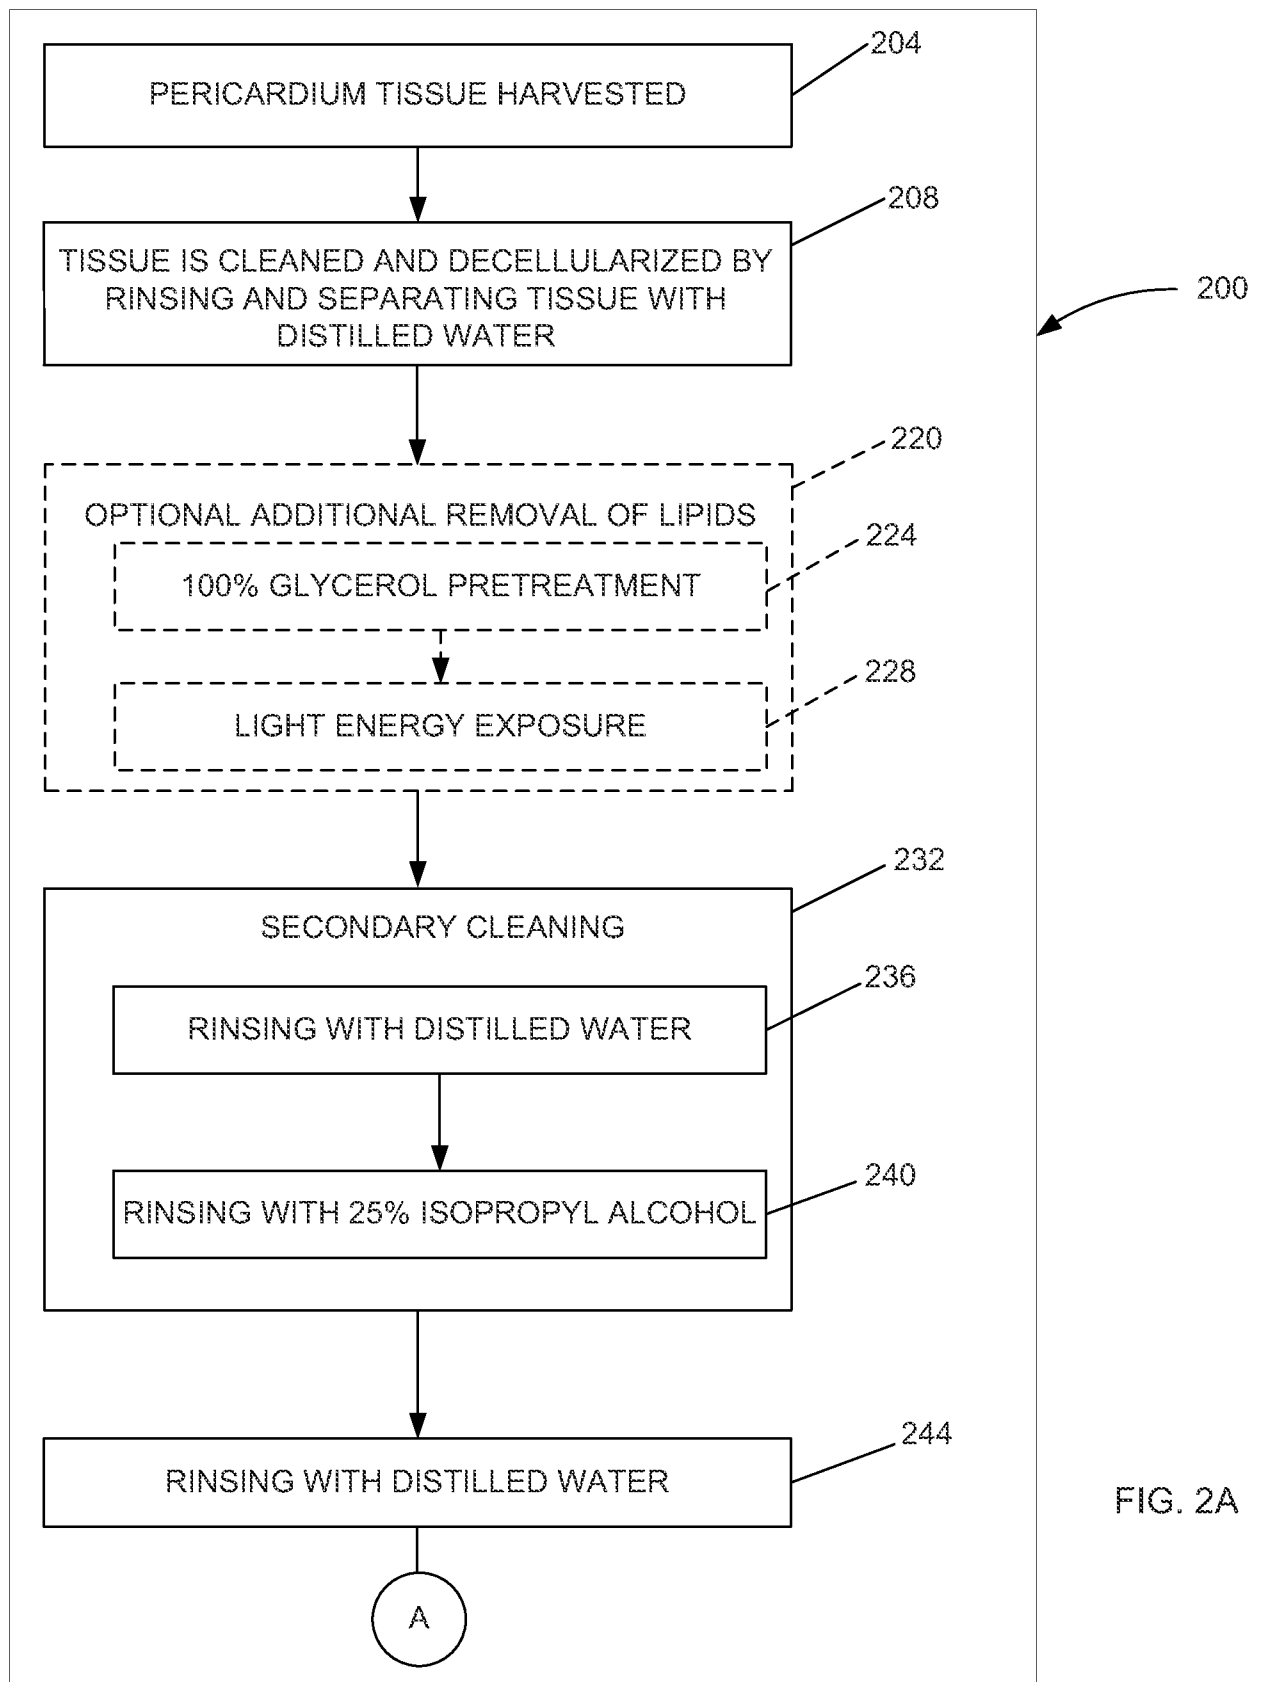 204
PERICARDIUM TISSUE HARVESTED
208
TISSUE IS CLEANED AND DECELLULARIZED BY
RINSING AND SEPARATING TISSUE WITH
DISTILLED WATER
200
220
OPTIONAL ADDITIONAL REMOVAL OF LIPIDS
224
100% GLYCEROL PRETREATMENT
228
LIGHT ENERGY EXPOSURE
232
SECONDARY CLEANING
236
RINSING WITH DISTILLED WATER
240
RINSING WITH 25% ISOPROPYL ALCOHOL
244
RINSING WITH DISTILLED WATER
FIG. 2A
A